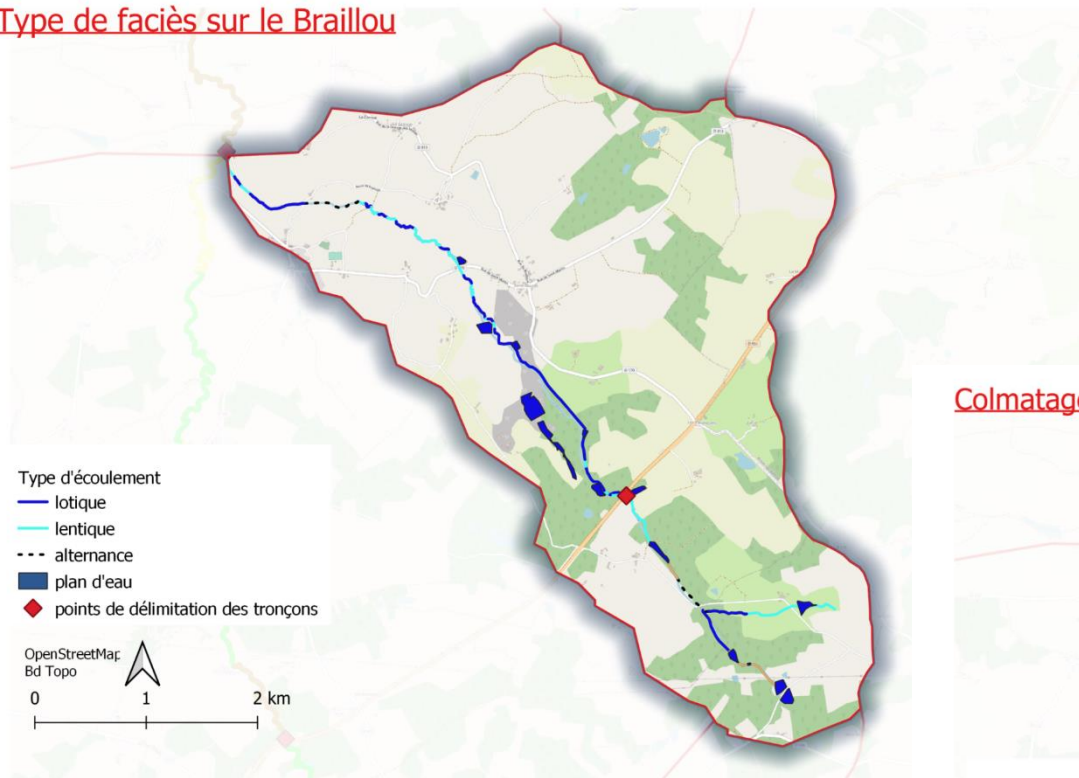 Type de faciès sur le Braillou
Colmatage
Type d'écoulement
lotique
lentique
alternance
plan d'eau
points de délimitation des tronçons
OpenStreetMap
Bd Topo
0 1 2 km